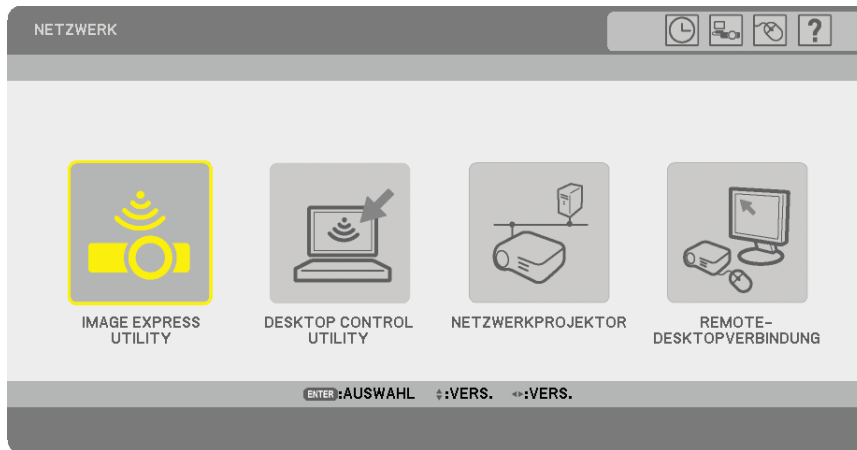 NETZWERK
?
IMAGE EXPRESS
UTILITY
DESKTOP CONTROL
UTILITY
NETZWERKPROJEKTOR
REMOTE-
DESKTOPVERBINDUNG
ENTER:AUSWAHL :VERS. :VERS.